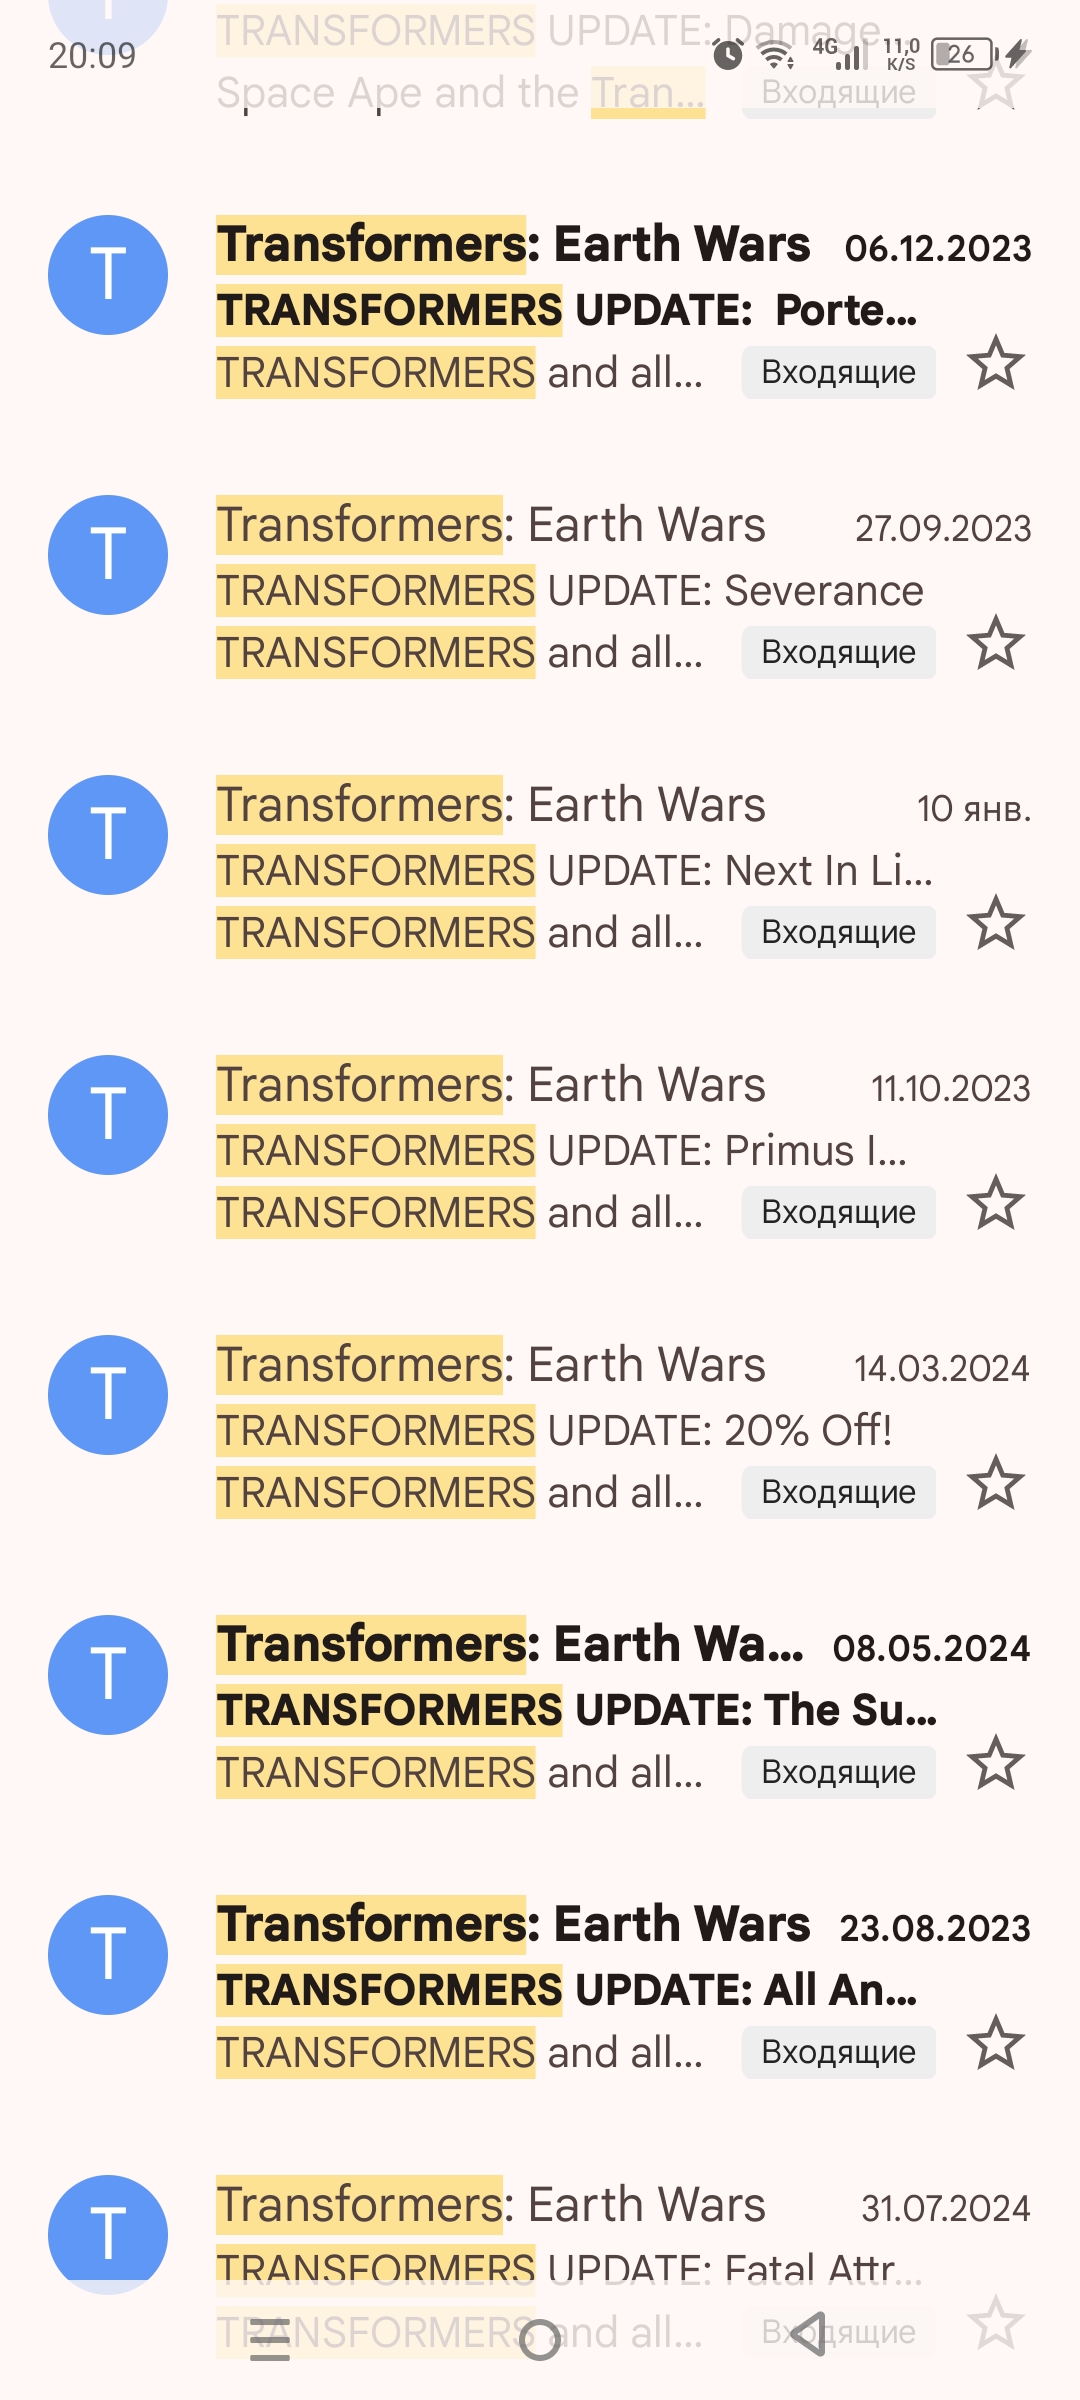 TRANSFORMERS UPDATE: Damage...
20:09
4G
11,0
K/S
26
Space Ape and the Tran...
Входящие
T
Transformers: Earth Wars
06.12.2023
TRANSFORMERS UPDATE:  Porte...
TRANSFORMERS and all...
Входящие
T
Transformers: Earth Wars
27.09.2023
TRANSFORMERS UPDATE: Severance
TRANSFORMERS and all...
Входящие
T
Transformers: Earth Wars
10 янв.
TRANSFORMERS UPDATE: Next In Li...
TRANSFORMERS and all...
Входящие
T
Transformers: Earth Wars
11.10.2023
TRANSFORMERS UPDATE: Primus I...
TRANSFORMERS and all...
Входящие
T
Transformers: Earth Wars
14.03.2024
TRANSFORMERS UPDATE: 20% Off!
TRANSFORMERS and all...
Входящие
T
Transformers: Earth Wa...
08.05.2024
TRANSFORMERS UPDATE: The Su...
TRANSFORMERS and all...
Входящие
T
Transformers: Earth Wars
23.08.2023
TRANSFORMERS UPDATE: All An...
TRANSFORMERS and all...
Входящие
T
Transformers: Earth Wars
31.07.2024
TRANSFORMERS UPDATE: Fatal Attr...
TRANSFORMERS and all...
Входящие